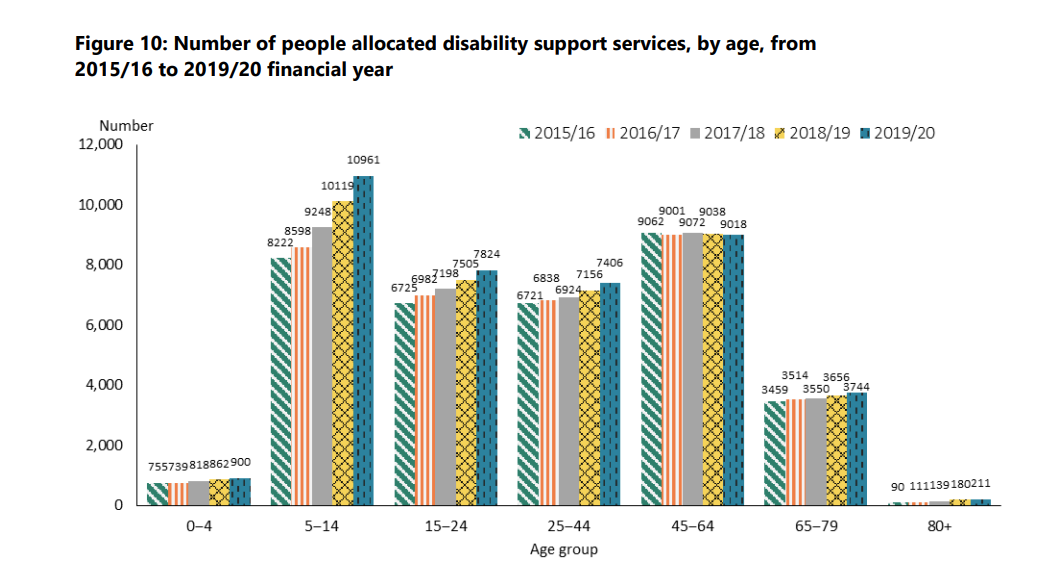 Figure 10: Number of people allocated disability support services, by age, from
2015/16 to 2019/20 financial year
Number
2015/16 2016/17 2017/18 2018/19 2019/20
12,000
10,000
8,000
6,000
4,000
2,000
0
755 739 818 862 900
8222 8598 9248 10119 10961
6725 6982 7198 7505 7824
6721 6838 6924 7156 7406
9062 9001 9072 9038 9018
3459 3514 3550 3656 3744
90 111 139 180 211
0–4 5–14 15–24 25–44 45–64 65–79 80+
Age group